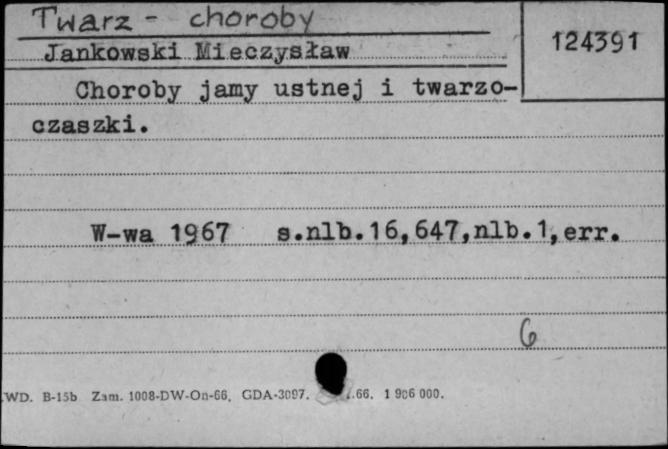 Twarz - choroby
124391
Jankowski Mieczysław
Choroby jamy ustnej i twarzo-
czaszki.
W-wa 1967 s.nlb.16,647,nlb.1,err.
6
WD. B-15b Zam. 1008-DW-On-66. GDA-3097. .66. 1 906 000.